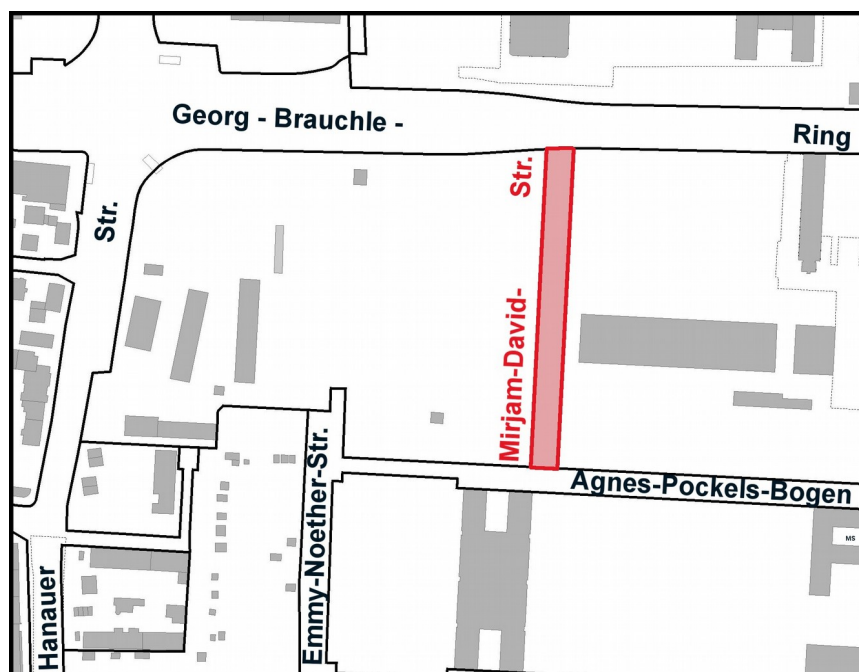 Georg - Brauchle -
Ring
Str.
Str.
Mirjam-David-
Emmy-Noether-Str.
Agnes-Pockels-Bogen
MS
Hanauer